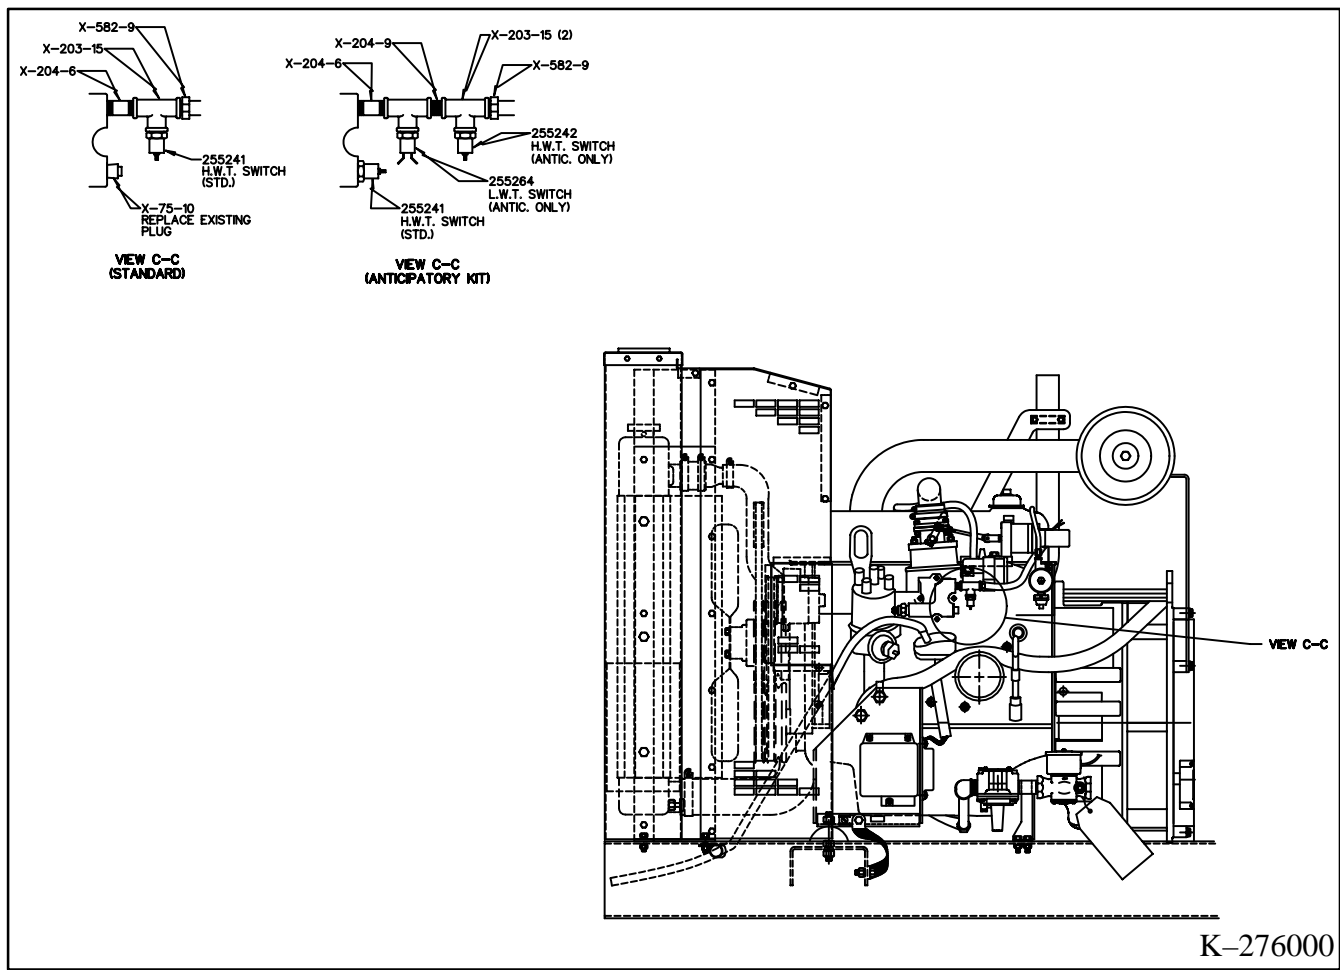 X-582-9
X-203-15
X-204-6
255241
H.W.T. SWITCH
(STD.)
X-75-10
REPLACE EXISTING
PLUG
VIEW C-C
(STANDARD)
X-203-15 (2)
X-204-9
X-204-6
X-582-9
255242
H.W.T. SWITCH
(ANTIC. ONLY)
255264
L.W.T. SWITCH
(ANTIC. ONLY)
255241
H.W.T. SWITCH
(STD.)
VIEW C-C
(ANTICIPATORY KIT)
VIEW C-C
K–276000